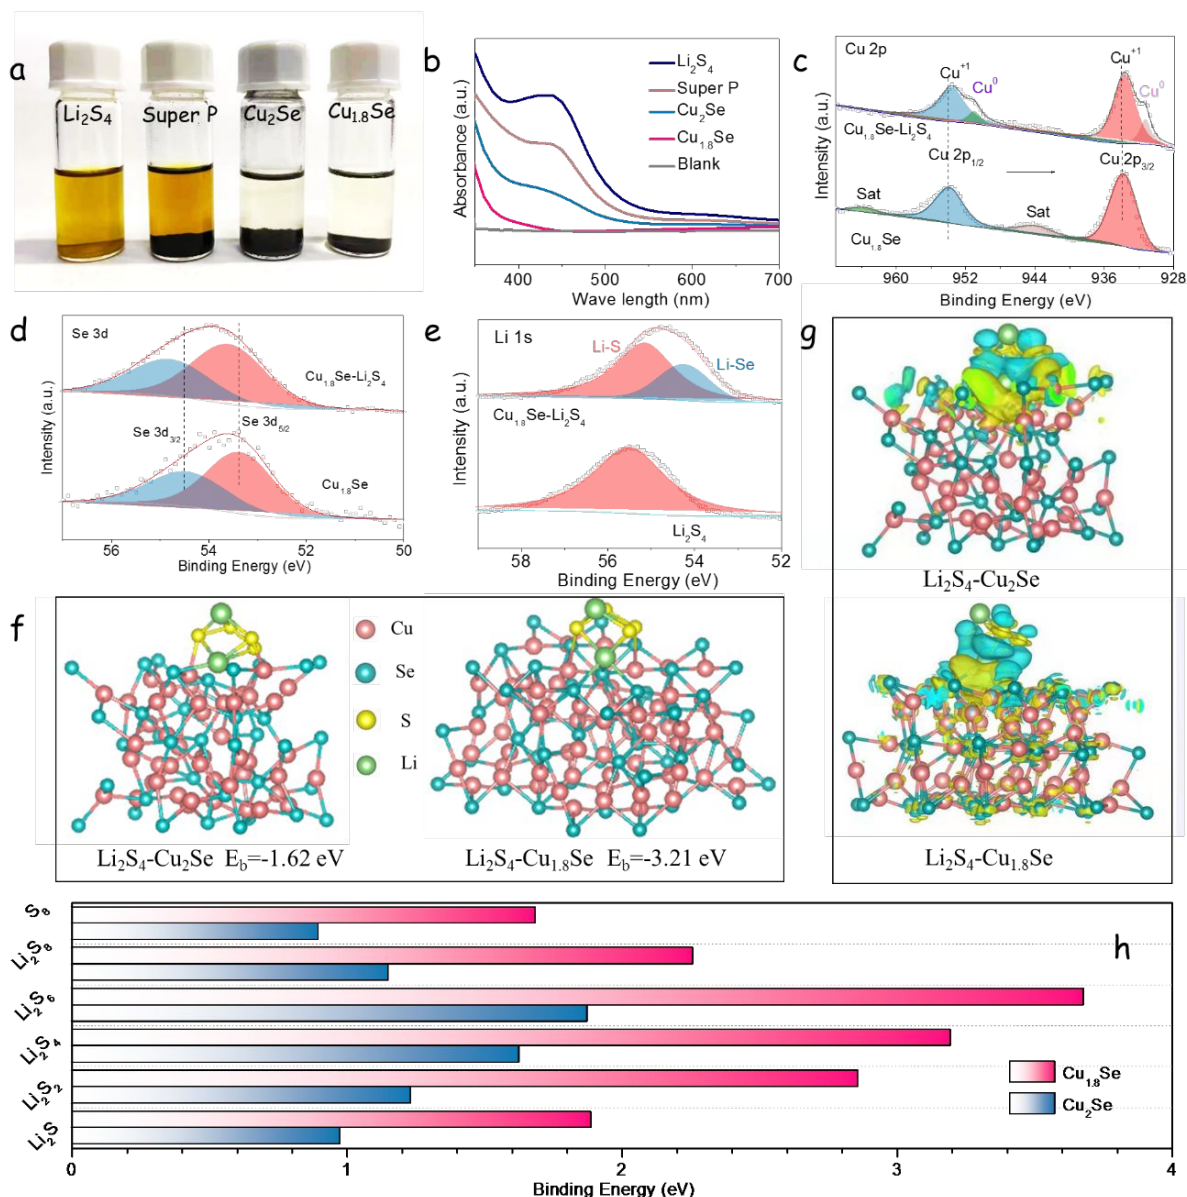 a
Li₂S₄
Super P
Cu₂Se
Cu₁.₈Se
b
Li₂S₄
Super P
Cu₂Se
Cu₁.₈Se
Blank
Absorbance (a.u.)
400 500 600 700
Wave length (nm)
c
Cu 2p
Cu⁺¹
Cu⁰
Cu⁺¹
Cu⁰
Cu₁.₈Se-Li₂S₄
Cu 2p₁/₂
Cu 2p₃/₂
Sat
Sat
Cu₁.₈Se
Intensity (a.u.)
960 952 944 936 928
Binding Energy (eV)
d
Se 3d
Cu₁.₈Se-Li₂S₄
Se 3d₃/₂
Se 3d₅/₂
Cu₁.₈Se
Intensity (a.u.)
56 54 52 50
Binding Energy (eV)
e
Li 1s
Li-S
Li-Se
Cu₁.₈Se-Li₂S₄
Li₂S₄
Intensity (a.u.)
58 56 54 52
Binding Energy (eV)
g
Li₂S₄-Cu₂Se
Li₂S₄-Cu₁.₈Se
f
Cu
Se
S
Li
Li₂S₄-Cu₂Se E_b=-1.62 eV
Li₂S₄-Cu₁.₈Se E_b=-3.21 eV
h
S₈
Li₂S₈
Li₂S₆
Li₂S₄
Li₂S₂
Li₂S
Cu₁.₈Se
Cu₂Se
0 1 2 3 4
Binding Energy (eV)